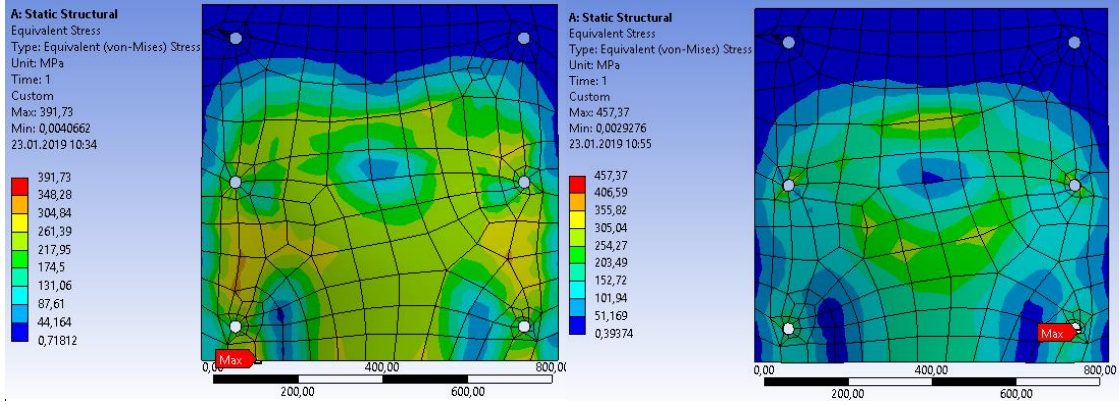 A: Static Structural
Equivalent Stress
Type: Equivalent (von-Mises) Stress
Unit: MPa
Time: 1
Custom
Max: 391,73
Min: 0,0040662
23.01.2019 10:34
391,73
348,28
304,84
261,39
217,95
174,5
131,06
87,61
44,164
0,71812
Max
0,00 400,00 800,00
200,00 600,00
A: Static Structural
Equivalent Stress
Type: Equivalent (von-Mises) Stress
Unit: MPa
Time: 1
Custom
Max: 457,37
Min: 0,0029276
23.01.2019 10:55
457,37
406,59
355,82
305,04
254,27
203,49
152,72
101,94
51,169
0,39374
Max
0,00 400,00 800,00
200,00 600,00